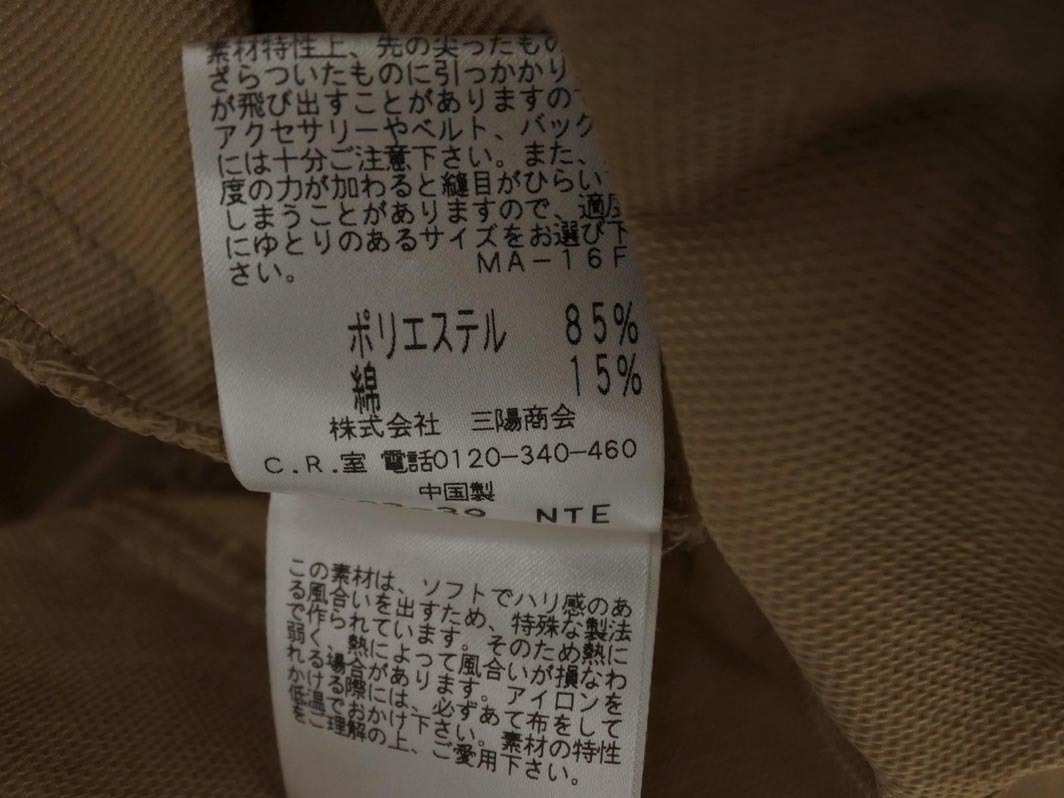 素材特性上、先の尖ったもの
ざらついたものに引っかかり
が飛び出すことがありますの
アクセサリーやベルト、バック
には十分ご注意下さい。また、
度の力が加わると縫目がひらい
しまうことがありますので、適度
にゆとりのあるサイズをお選び下
さい。 MA-16F
ポリエステル 85%
綿 15%
株式会社 三陽商会
C.R.室 電話0120-340-460
中国製
39 NTE
この素材は、ソフトでハリ感のあ
る風合いを出すため、特殊な製法
で作られています。そのため熱に
弱く、熱によって風合いが損なわ
れる場合があります。アイロンを
かける際には、必ずあて布をして
低温でおかけ下さい。素材の特性
をご理解の上、ご愛用下さい。